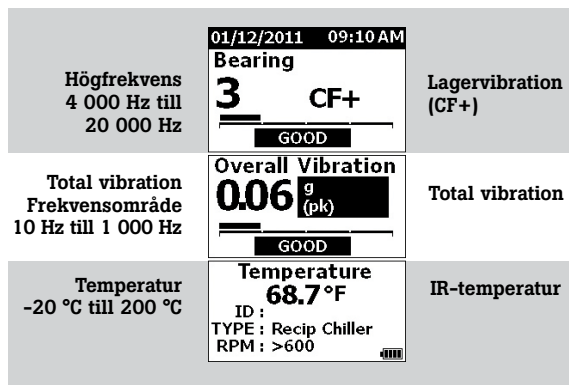 Högfrekvens
4 000 Hz till
20 000 Hz
01/12/2011 09:10 AM
Bearing
3 CF+
GOOD
Lagervibration
(CF+)
Total vibration
Frekvensområde
10 Hz till 1 000 Hz
Overall Vibration
0.06 g
(pk)
GOOD
Total vibration
Temperatur
-20 °C till 200 °C
Temperature
68.7°F
ID :
TYPE : Recip Chiller
RPM : >600
IR-temperatur